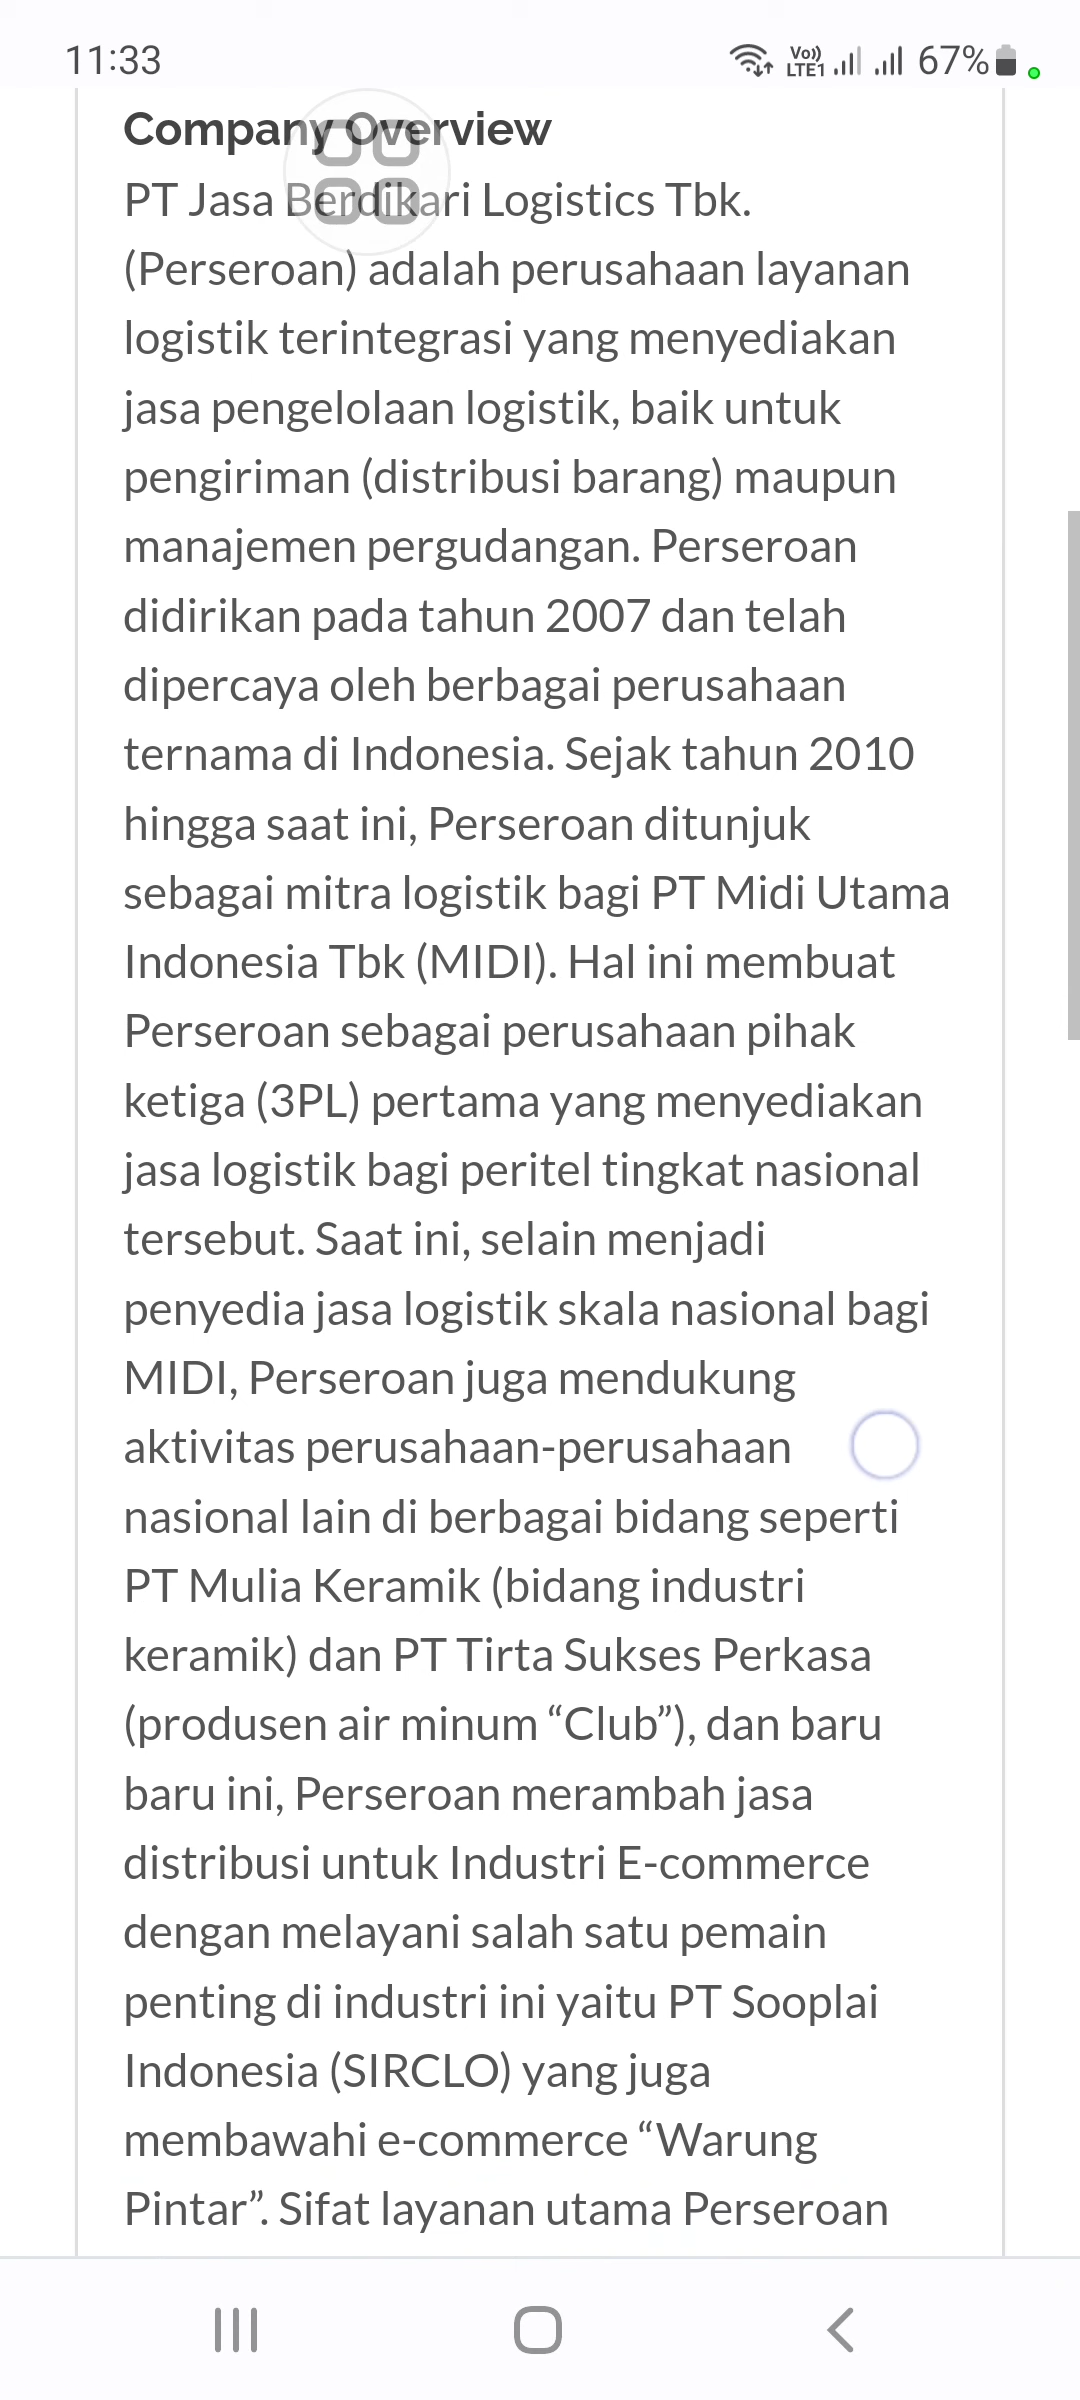 11:33
Vo))
LTE1
67%
Company Overview
PT Jasa Berdikari Logistics Tbk.
(Perseroan) adalah perusahaan layanan
logistik terintegrasi yang menyediakan
jasa pengelolaan logistik, baik untuk
pengiriman (distribusi barang) maupun
manajemen pergudangan. Perseroan
didirikan pada tahun 2007 dan telah
dipercaya oleh berbagai perusahaan
ternama di Indonesia. Sejak tahun 2010
hingga saat ini, Perseroan ditunjuk
sebagai mitra logistik bagi PT Midi Utama
Indonesia Tbk (MIDI). Hal ini membuat
Perseroan sebagai perusahaan pihak
ketiga (3PL) pertama yang menyediakan
jasa logistik bagi peritel tingkat nasional
tersebut. Saat ini, selain menjadi
penyedia jasa logistik skala nasional bagi
MIDI, Perseroan juga mendukung
aktivitas perusahaan-perusahaan
nasional lain di berbagai bidang seperti
PT Mulia Keramik (bidang industri
keramik) dan PT Tirta Sukses Perkasa
(produsen air minum “Club”), dan baru
baru ini, Perseroan merambah jasa
distribusi untuk Industri E-commerce
dengan melayani salah satu pemain
penting di industri ini yaitu PT Sooplai
Indonesia (SIRCLO) yang juga
membawahi e-commerce “Warung
Pintar”. Sifat layanan utama Perseroan